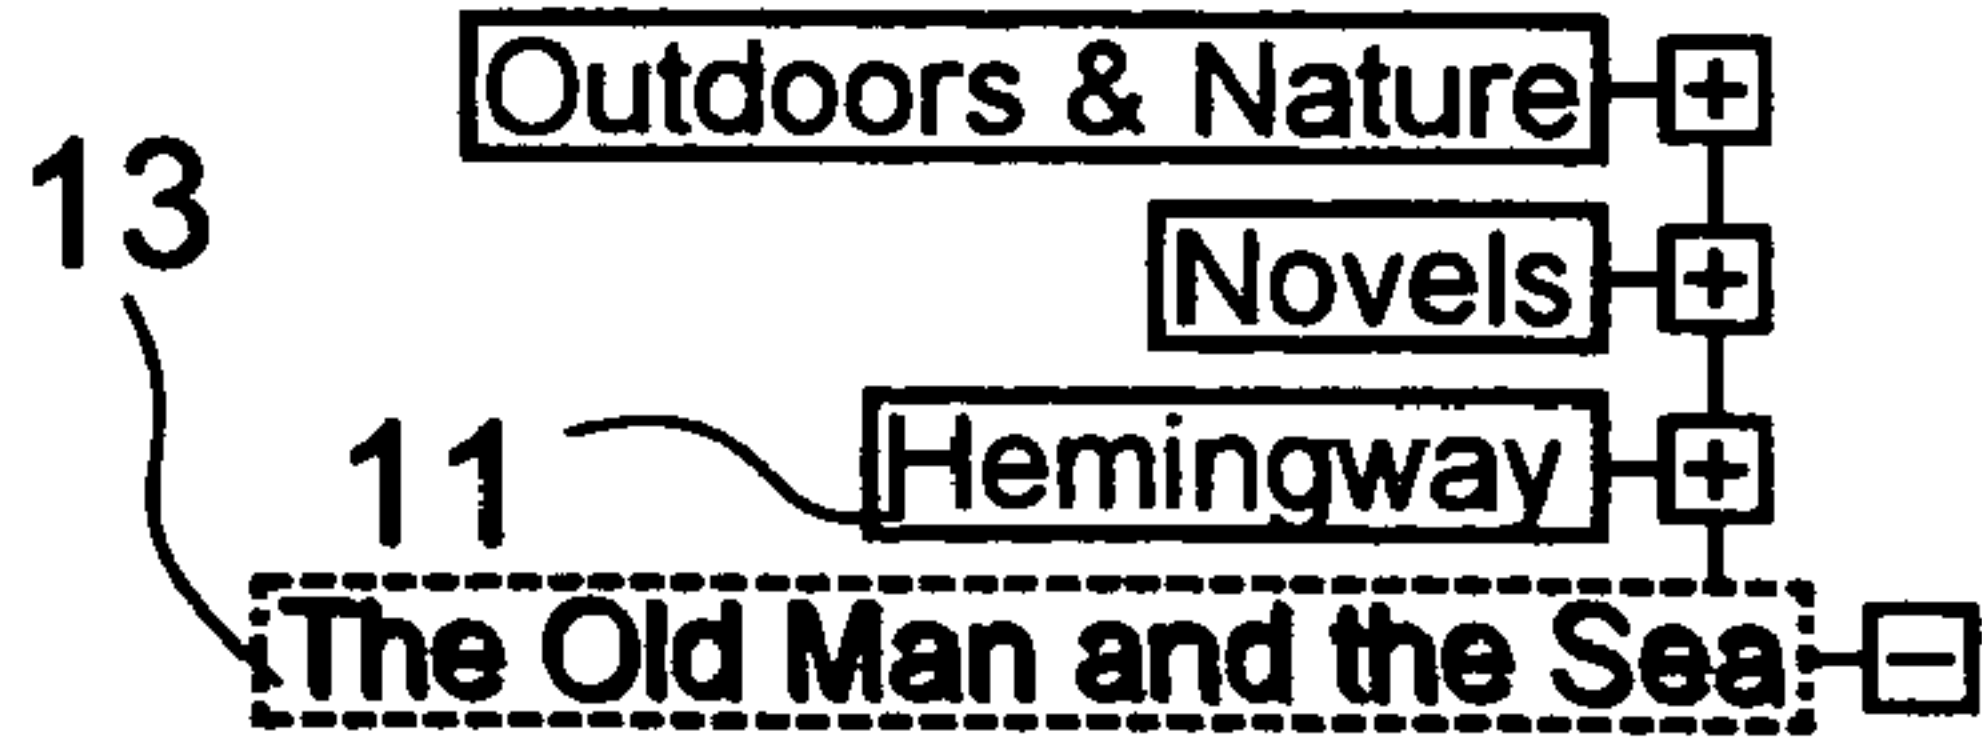 Outdoors & Nature +
13
Novels +
11 Hemingway +
The Old Man and the Sea −